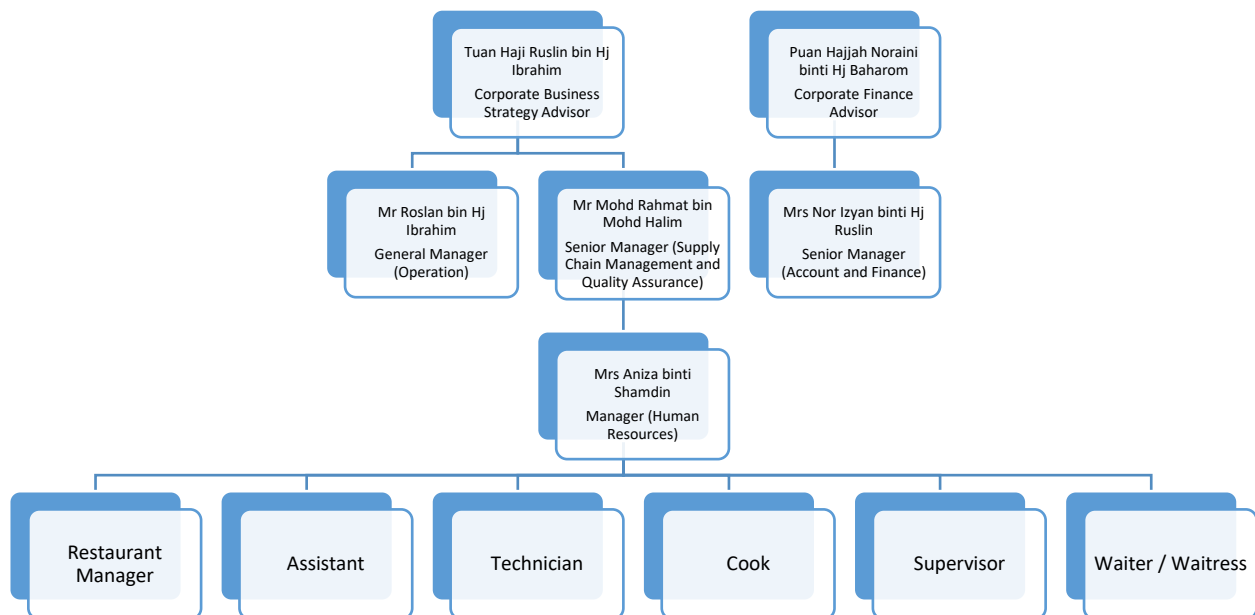 Tuan Haji Ruslin bin Hj
Ibrahim
Corporate Business
Strategy Advisor
Puan Hajjah Noraini
binti Hj Baharom
Corporate Finance
Advisor
Mr Roslan bin Hj
Ibrahim
General Manager
(Operation)
Mr Mohd Rahmat bin
Mohd Halim
Senior Manager (Supply
Chain Management and
Quality Assurance)
Mrs Nor Izyan binti Hj
Ruslin
Senior Manager
(Account and Finance)
Mrs Aniza binti
Shamdin
Manager (Human
Resources)
Restaurant
Manager
Assistant
Technician
Cook
Supervisor
Waiter / Waitress